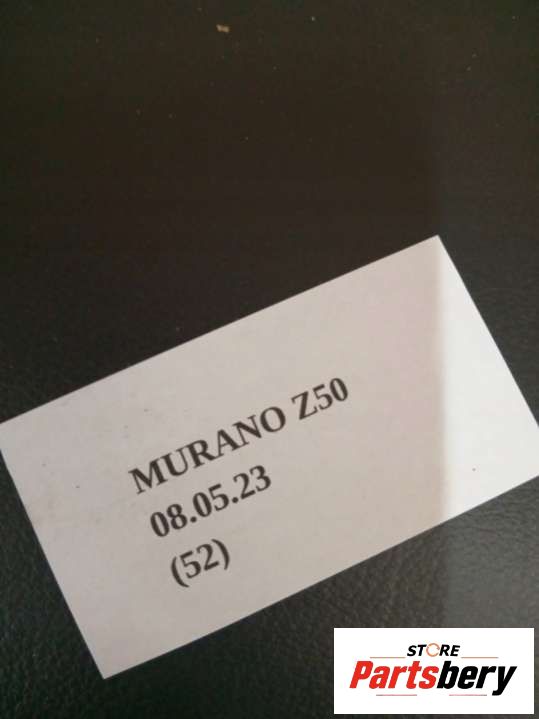 MURANO Z50
08.05.23
(52)
STORE
Partsbery